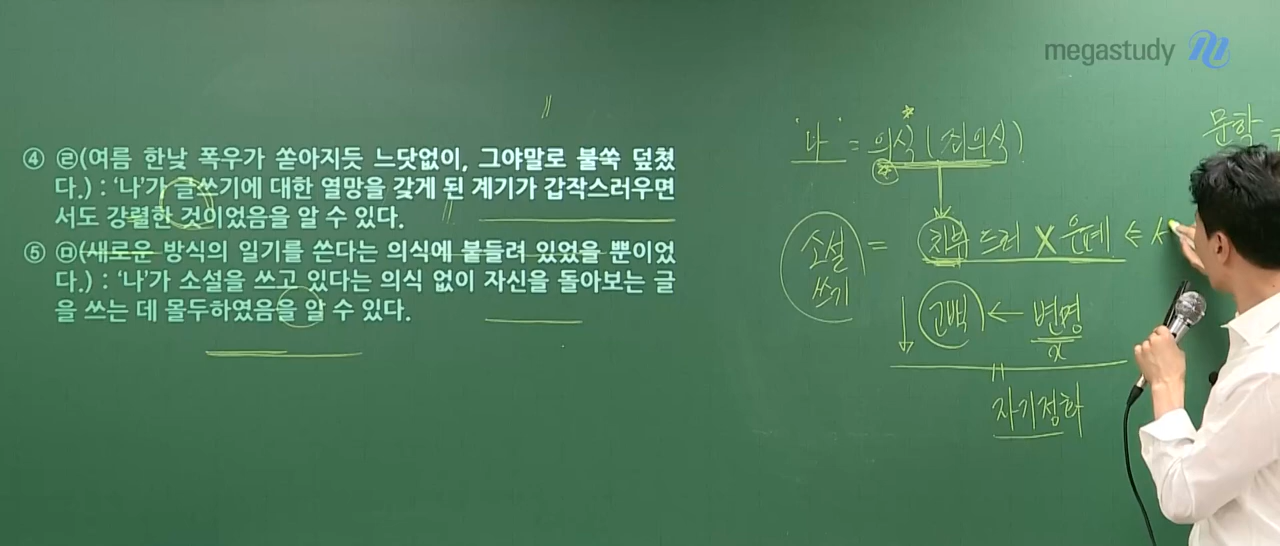 megastudy
④ ㉣(여름 한낮 폭우가 쏟아지듯 느닷없이, 그야말로 불쑥 덮쳤
다.) : ‘나’가 글쓰기에 대한 열망을 갖게 된 계기가 갑작스러우면
서도 강렬한 것이었음을 알 수 있다.
⑤ ㉤(새로운 방식의 일기를 쓴다는 의식에 붙들려 있었을 뿐이었
다.) : ‘나’가 소설을 쓰고 있다는 의식 없이 자신을 돌아보는 글
을 쓰는 데 몰두하였음을 알 수 있다.
문학 =
"나" = 의식 (죄의식)
소설 쓰기 = 치부 드러 X 은폐 ⇐
고백 ← 변명
x
자기정화